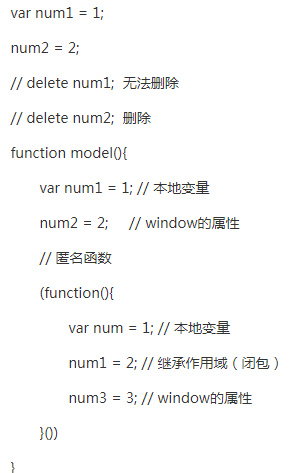 var num1 = 1;
num2 = 2;
// delete num1;  无法删除
// delete num2;  删除
function model(){
var num1 = 1; // 本地变量
num2 = 2;     // window的属性
// 匿名函数
(function(){
var num = 1; // 本地变量
num1 = 2; // 继承作用域（闭包）
num3 = 3; // window的属性
}())
}